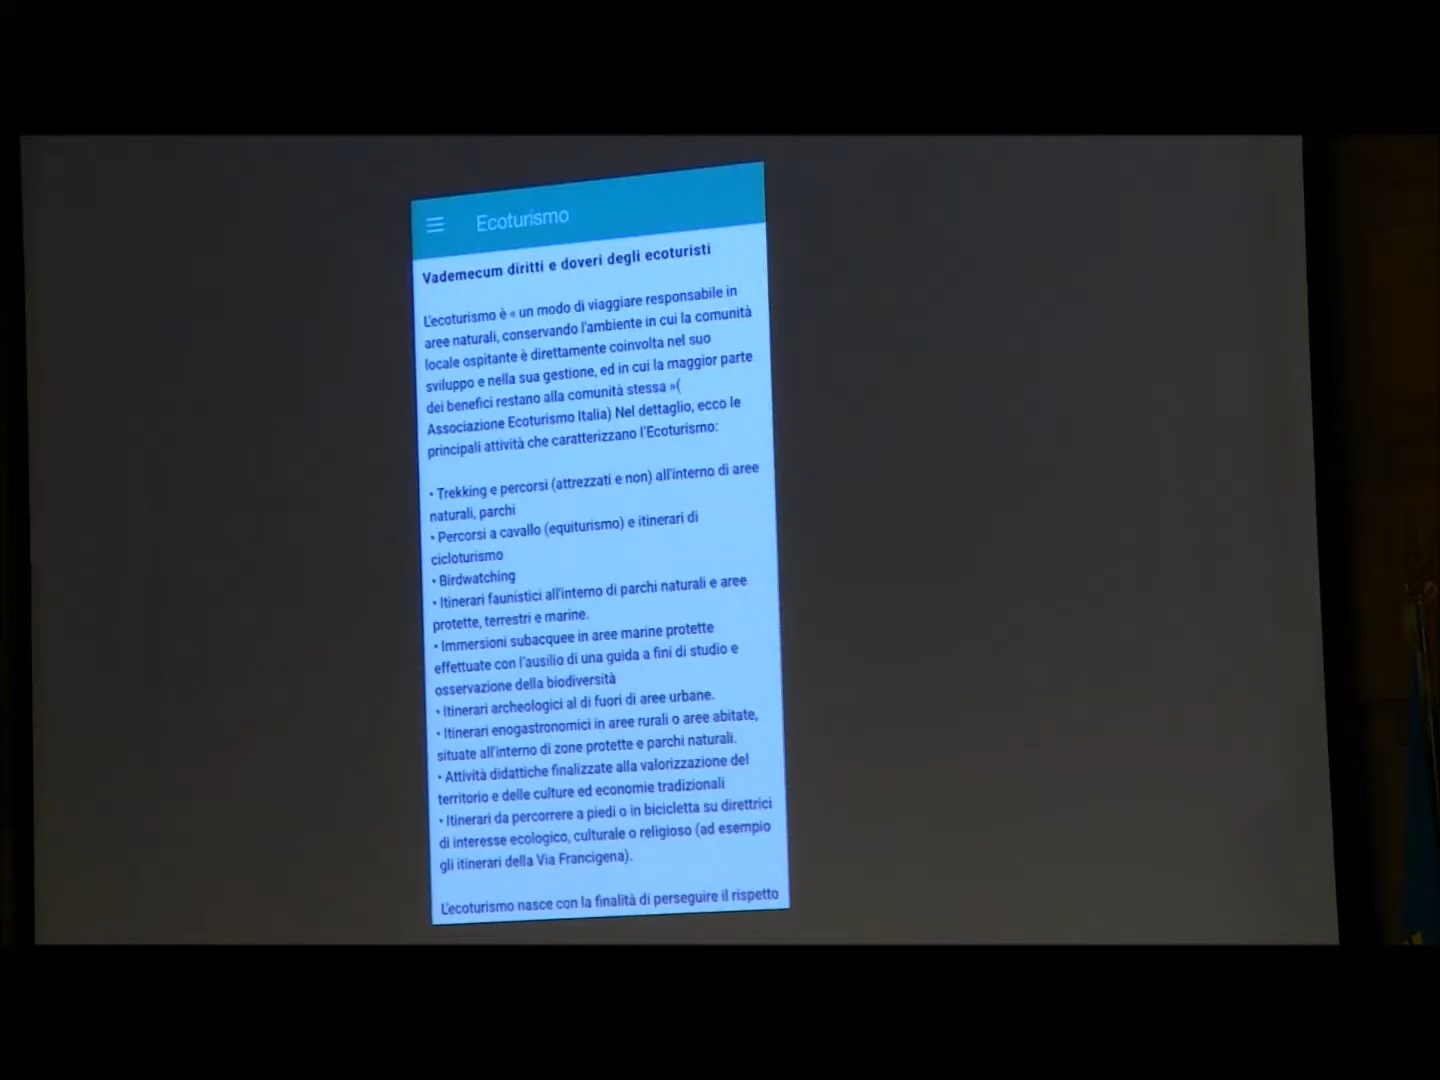 Ecoturismo
Vademecum diritti e doveri degli ecoturisti
L'ecoturismo è « un modo di viaggiare responsabile in
aree naturali, conservando l'ambiente in cui la comunità
locale ospitante è direttamente coinvolta nel suo
sviluppo e nella sua gestione, ed in cui la maggior parte
dei benefici restano alla comunità stessa »(
Associazione Ecoturismo Italia) Nel dettaglio, ecco le
principali attività che caratterizzano l'Ecoturismo:
• Trekking e percorsi (attrezzati e non) all'interno di aree
naturali, parchi
• Percorsi a cavallo (equiturismo) e itinerari di
cicloturismo
• Birdwatching
• Itinerari faunistici all'interno di parchi naturali e aree
protette, terrestri e marine.
• Immersioni subacquee in aree marine protette
effettuate con l'ausilio di una guida a fini di studio e
osservazione della biodiversità
• Itinerari archeologici al di fuori di aree urbane.
• Itinerari enogastronomici in aree rurali o aree abitate,
situate all'interno di zone protette e parchi naturali.
• Attività didattiche finalizzate alla valorizzazione del
territorio e delle culture ed economie tradizionali
• Itinerari da percorrere a piedi o in bicicletta su direttrici
di interesse ecologico, culturale o religioso (ad esempio
gli itinerari della Via Francigena).
L'ecoturismo nasce con la finalità di perseguire il rispetto